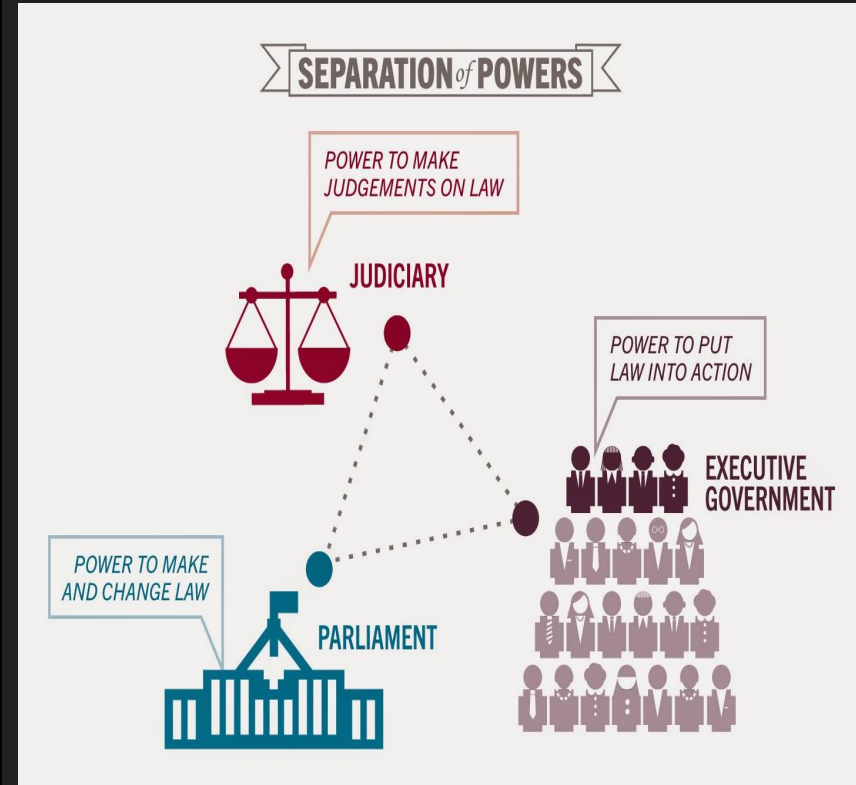 SEPARATION of POWERS
POWER TO MAKE
JUDGEMENTS ON LAW
JUDICIARY
POWER TO PUT
LAW INTO ACTION
EXECUTIVE
GOVERNMENT
POWER TO MAKE
AND CHANGE LAW
PARLIAMENT